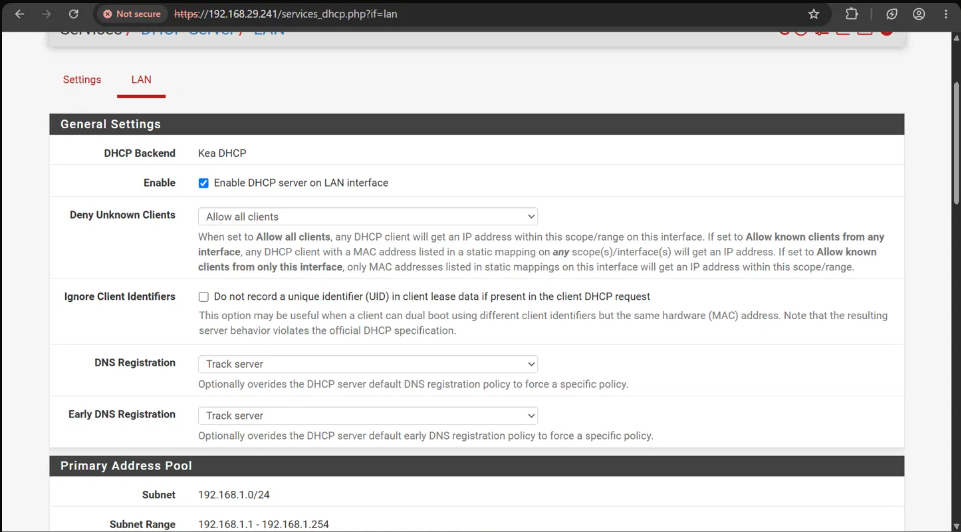 Not secure https://192.168.29.241/services_dhcp.php?if=lan
Services / DHCP Server / LAN
Settings LAN
General Settings
DHCP Backend Kea DHCP
Enable Enable DHCP server on LAN interface
Deny Unknown Clients Allow all clients
When set to Allow all clients, any DHCP client will get an IP address within this scope/range on this interface. If set to Allow known clients from any
interface, any DHCP client with a MAC address listed in a static mapping on any scope(s)/interface(s) will get an IP address. If set to Allow known
clients from only this interface, only MAC addresses listed in static mappings on this interface will get an IP address within this scope/range.
Ignore Client Identifiers Do not record a unique identifier (UID) in client lease data if present in the client DHCP request
This option may be useful when a client can dual boot using different client identifiers but the same hardware (MAC) address. Note that the resulting
server behavior violates the official DHCP specification.
DNS Registration Track server
Optionally overides the DHCP server default DNS registration policy to force a specific policy.
Early DNS Registration Track server
Optionally overides the DHCP server default early DNS registration policy to force a specific policy.
Primary Address Pool
Subnet 192.168.1.0/24
Subnet Range 192.168.1.1 - 192.168.1.254